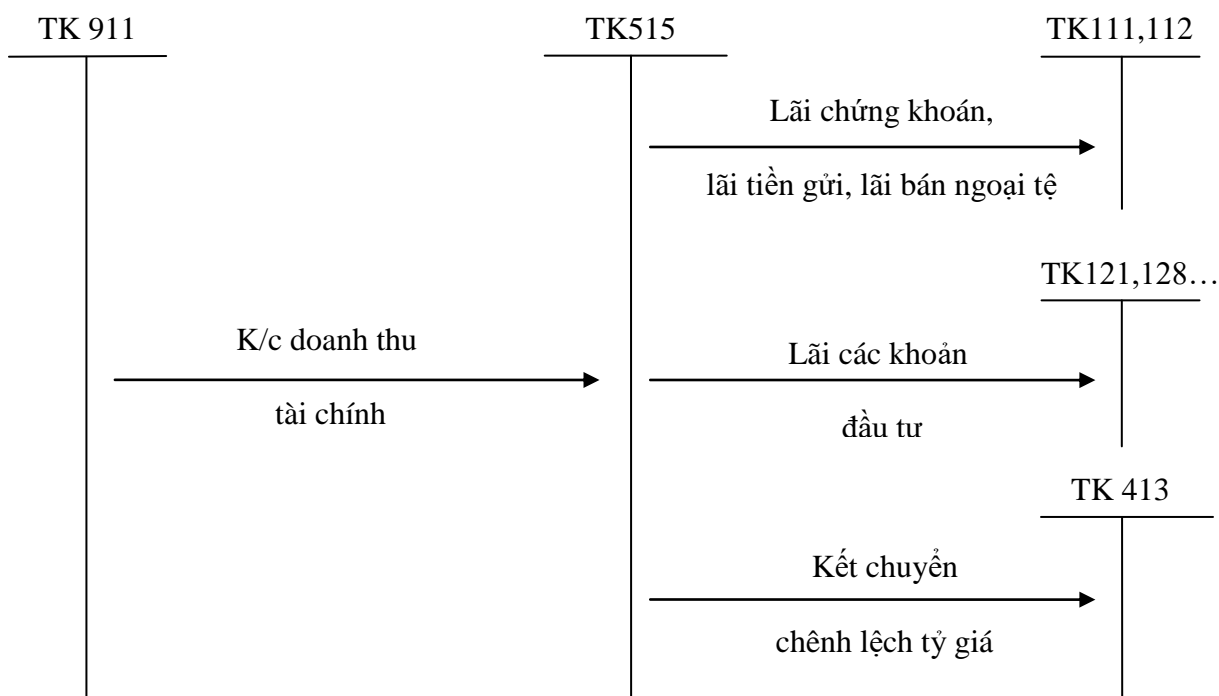 TK 911
TK515
TK111,112
Lãi chứng khoán,
lãi tiền gửi, lãi bán ngoại tệ
TK121,128…
K/c doanh thu
tài chính
Lãi các khoản
đầu tư
TK 413
Kết chuyển
chênh lệch tỷ giá